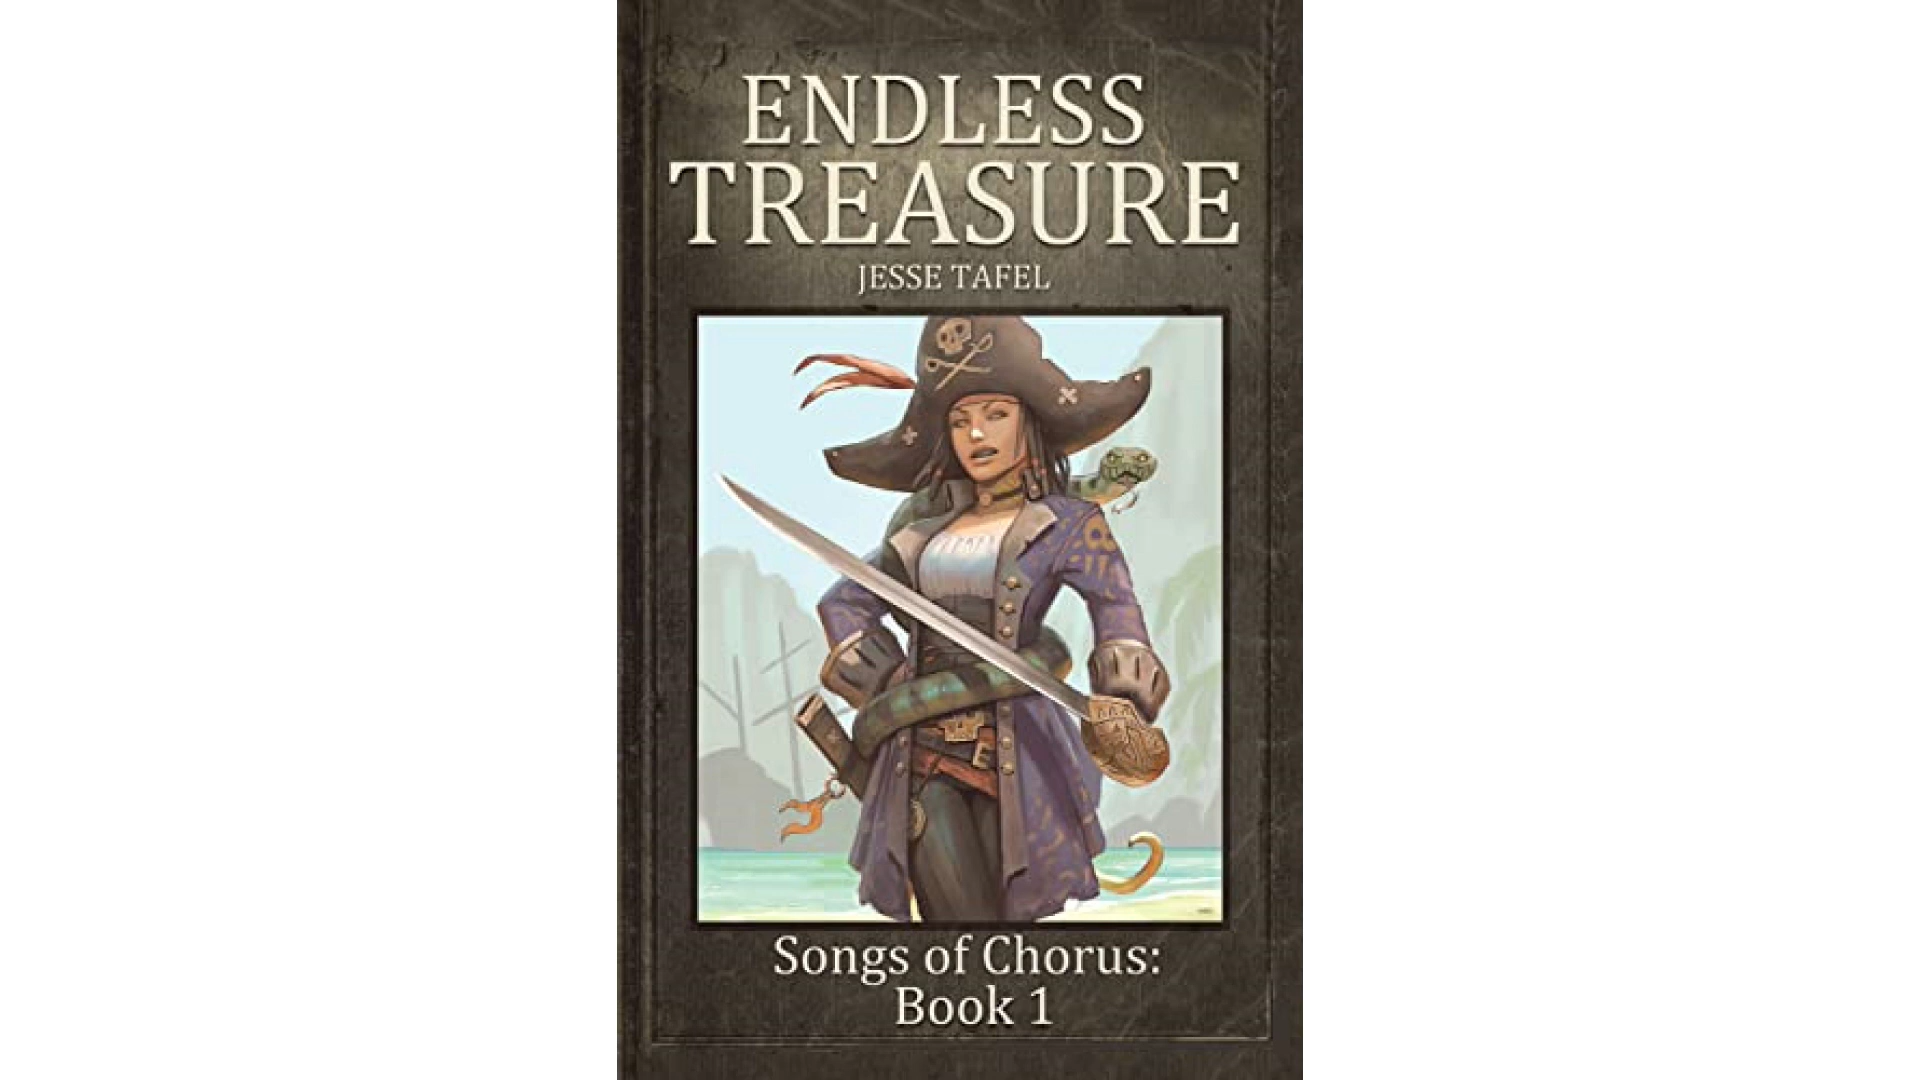 ENDLESS
TREASURE
JESSE TAFEL
Songs of Chorus:
Book 1